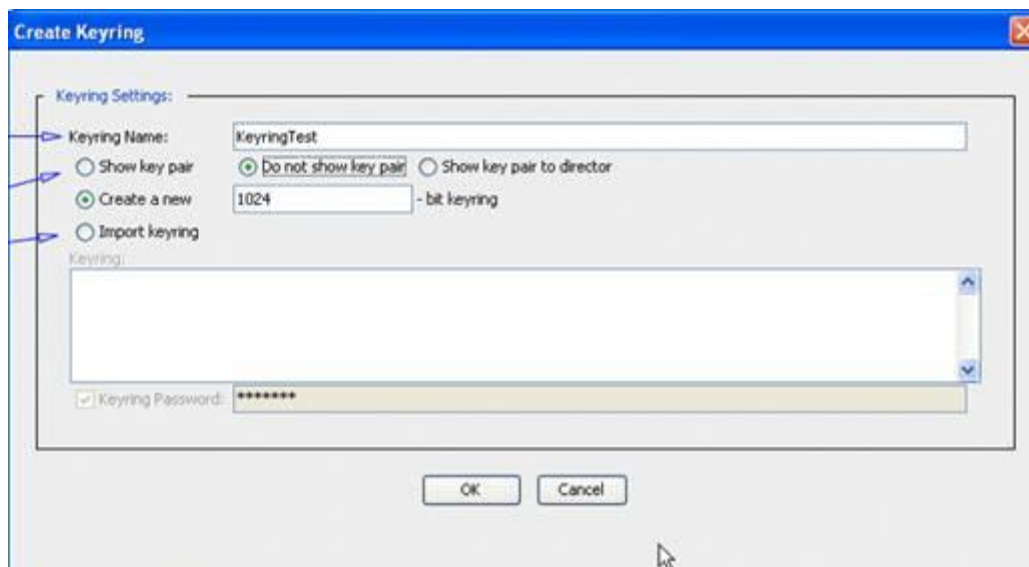 Create Keyring
Keyring Settings:
Keyring Name: KeyringTest
Show key pair Do not show key pair Show key pair to director
Create a new 1024 - bit keyring
Import keyring
Keyring:
Keyring Password: *******
OK Cancel